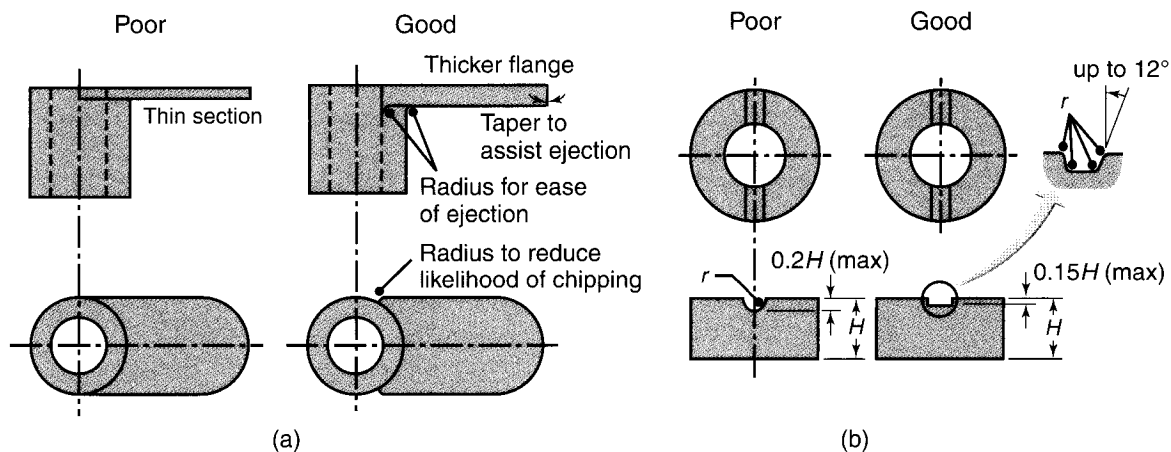 Poor
Good
Thin section
Thicker flange
Taper to
assist ejection
Radius for ease
of ejection
Radius to reduce
likelihood of chipping
(a)
Poor
Good
up to 12°
r
r
0.2H (max)
H
0.15H (max)
H
(b)